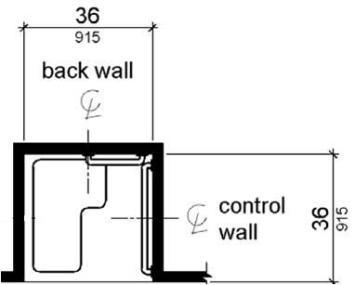 36
915
back wall
℄
℄ control
wall
36
915